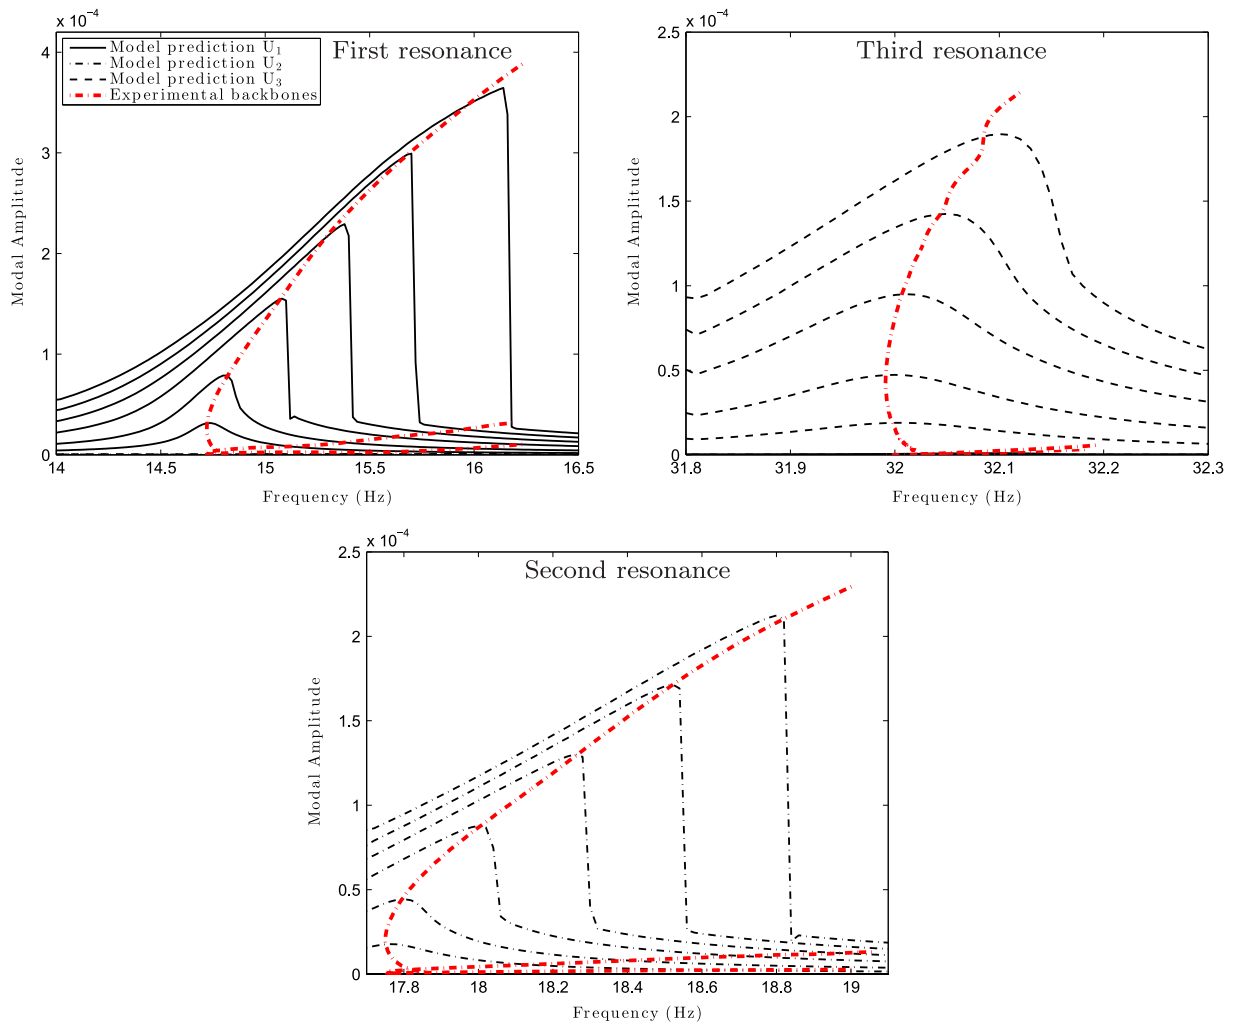 x 10⁻⁴
First resonance
Model prediction U₁
Model prediction U₂
Model prediction U₃
Experimental backbones
4
3
2
1
0
Modal Amplitude
14 14.5 15 15.5 16 16.5
Frequency (Hz)
x 10⁻⁴
Third resonance
2.5
2
1.5
1
0.5
0
Modal Amplitude
31.8 31.9 32 32.1 32.2 32.3
Frequency (Hz)
x 10⁻⁴
Second resonance
2.5
2
1.5
1
0.5
0
Modal Amplitude
17.8 18 18.2 18.4 18.6 18.8 19
Frequency (Hz)